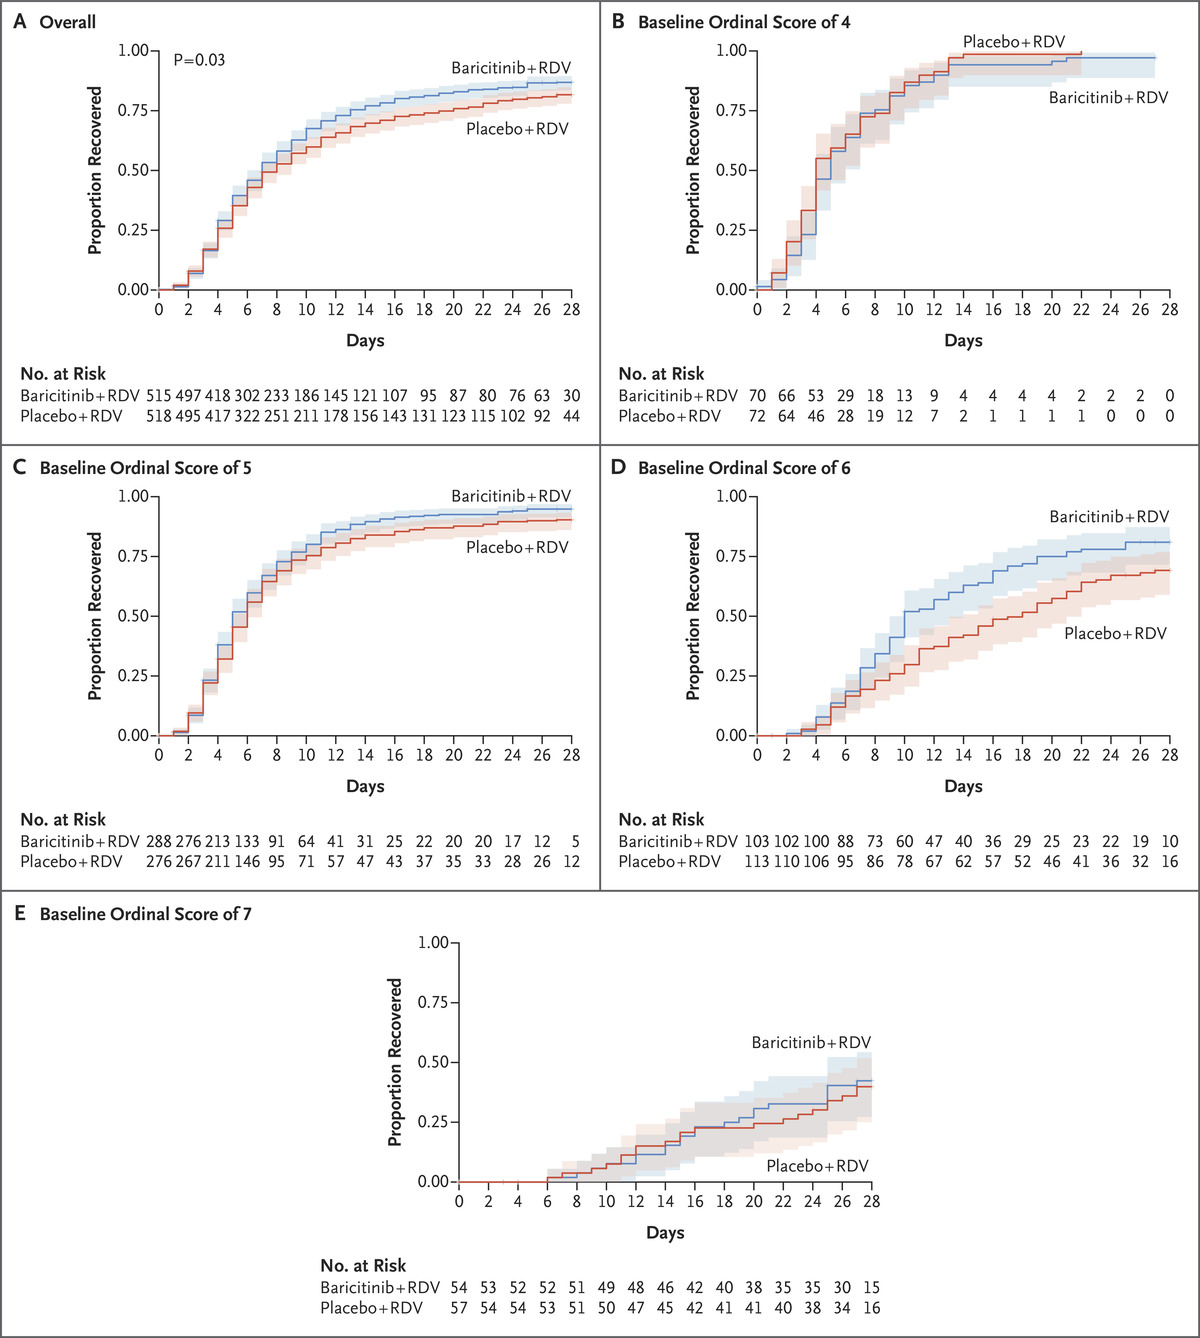 A Overall
P=0.03
Baricitinib+RDV
Placebo+RDV
Proportion Recovered
1.00
0.75
0.50
0.25
0.00
0 2 4 6 8 10 12 14 16 18 20 22 24 26 28
Days
No. at Risk
Baricitinib+RDV 515 497 418 302 233 186 145 121 107 95 87 80 76 63 30
Placebo+RDV 518 495 417 322 251 211 178 156 143 131 123 115 102 92 44
B Baseline Ordinal Score of 4
Placebo+RDV
Baricitinib+RDV
Proportion Recovered
1.00
0.75
0.50
0.25
0.00
0 2 4 6 8 10 12 14 16 18 20 22 24 26 28
Days
No. at Risk
Baricitinib+RDV 70 66 53 29 18 13 9 4 4 4 4 2 2 2 0
Placebo+RDV 72 64 46 28 19 12 7 2 1 1 1 1 0 0 0
C Baseline Ordinal Score of 5
Baricitinib+RDV
Placebo+RDV
Proportion Recovered
1.00
0.75
0.50
0.25
0.00
0 2 4 6 8 10 12 14 16 18 20 22 24 26 28
Days
No. at Risk
Baricitinib+RDV 288 276 213 133 91 64 41 31 25 22 20 20 17 12 5
Placebo+RDV 276 267 211 146 95 71 57 47 43 37 35 33 28 26 12
D Baseline Ordinal Score of 6
Baricitinib+RDV
Placebo+RDV
Proportion Recovered
1.00
0.75
0.50
0.25
0.00
0 2 4 6 8 10 12 14 16 18 20 22 24 26 28
Days
No. at Risk
Baricitinib+RDV 103 102 100 88 73 60 47 40 36 29 25 23 22 19 10
Placebo+RDV 113 110 106 95 86 78 67 62 57 52 46 41 36 32 16
E Baseline Ordinal Score of 7
Baricitinib+RDV
Placebo+RDV
Proportion Recovered
1.00
0.75
0.50
0.25
0.00
0 2 4 6 8 10 12 14 16 18 20 22 24 26 28
Days
No. at Risk
Baricitinib+RDV 54 53 52 52 51 49 48 46 42 40 38 35 35 30 15
Placebo+RDV 57 54 54 53 51 50 47 45 42 41 41 40 38 34 16